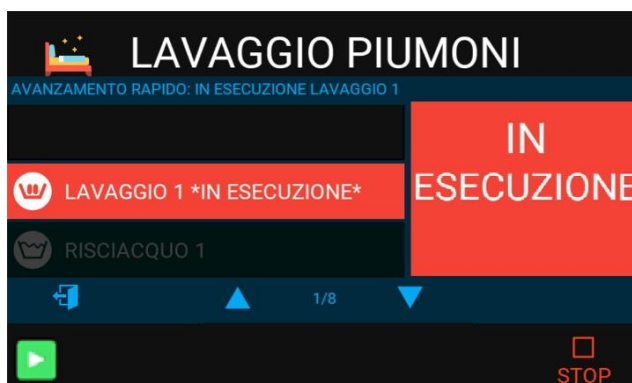 LAVAGGIO PIUMONI
AVANZAMENTO RAPIDO: IN ESECUZIONE LAVAGGIO 1
IN
ESECUZIONE
LAVAGGIO 1 *IN ESECUZIONE*
RISCIACQUO 1
1/8
STOP